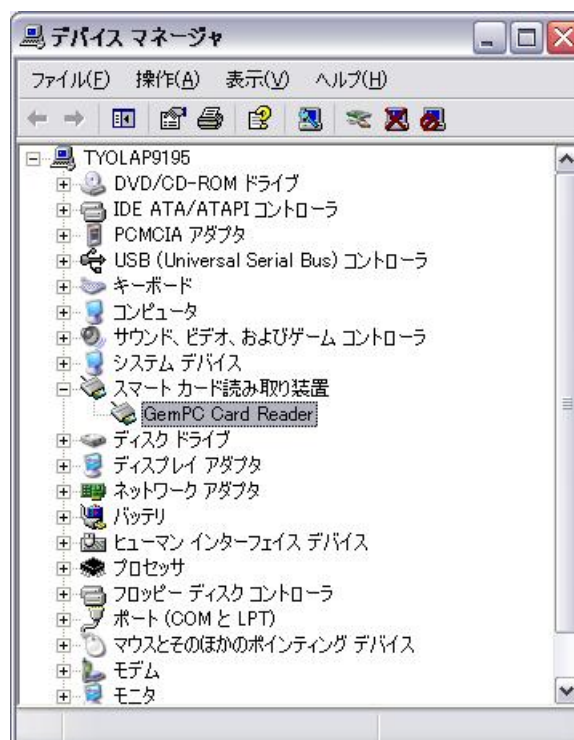 デバイス マネージャ
ファイル(F) 操作(A) 表示(V) ヘルプ(H)
TYOLAP9195
DVD/CD-ROM ドライブ
IDE ATA/ATAPI コントローラ
PCMCIA アダプタ
USB (Universal Serial Bus) コントローラ
キーボード
コンピュータ
サウンド、ビデオ、およびゲーム コントローラ
システム デバイス
スマート カード読み取り装置
GemPC Card Reader
ディスク ドライブ
ディスプレイ アダプタ
ネットワーク アダプタ
バッテリ
ヒューマン インターフェイス デバイス
プロセッサ
フロッピー ディスク コントローラ
ポート (COM と LPT)
マウスとそのほかのポインティング デバイス
モデム
モニタ